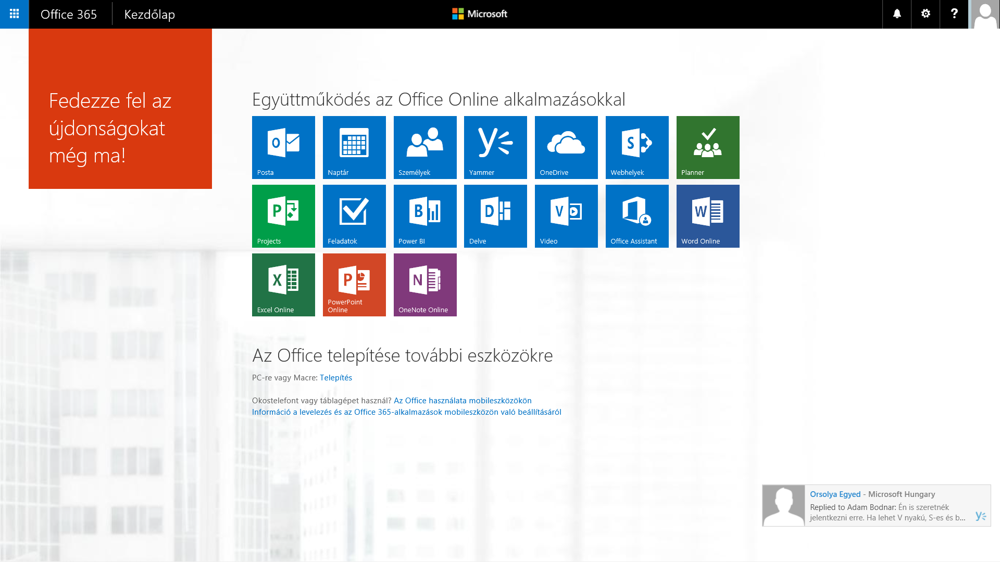 Office 365
Kezdőlap
Microsoft
Fedezze fel az
újdonságokat
még ma!
Együttműködés az Office Online alkalmazásokkal
Posta
Naptár
Személyek
Yammer
OneDrive
Webhelyek
Planner
Projects
Feladatok
Power BI
Delve
Video
Office Assistant
Word Online
Excel Online
PowerPoint
Online
OneNote Online
Az Office telepítése további eszközökre
PC-re vagy Macre: Telepítés
Okostelefont vagy táblagépet használ? Az Office használata mobileszközökön
Információ a levelezés és az Office 365-alkalmazások mobileszközön való beállításáról
Orsolya Egyed - Microsoft Hungary
Replied to Adam Bodnar: Én is szeretnék
jelentkezni erre. Ha lehet V nyakú, S-es és b...